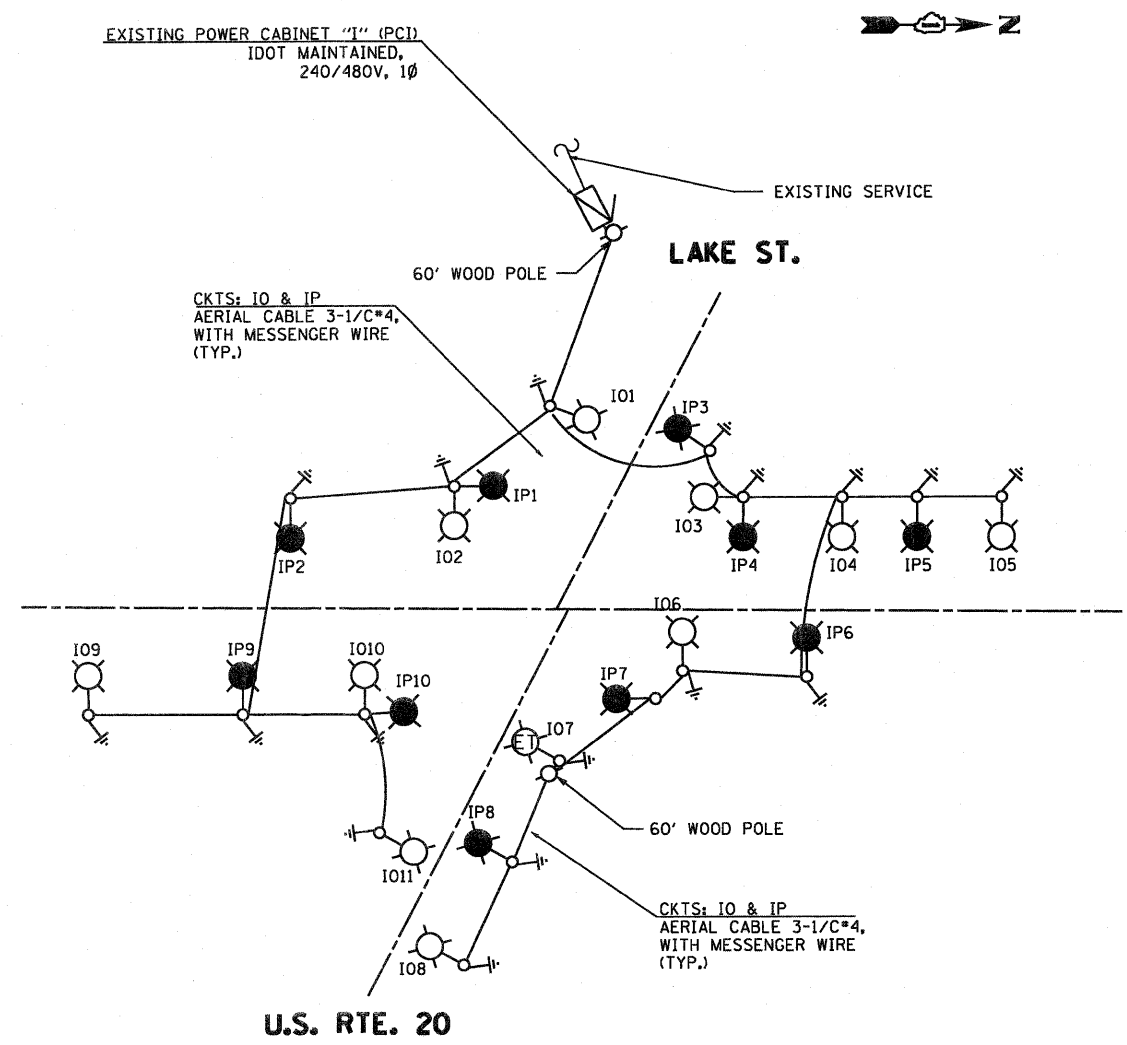 EXISTING POWER CABINET "I" (PCI)
IDOT MAINTAINED,
240/480V, 1Ø
N
EXISTING SERVICE
60' WOOD POLE
LAKE ST.
CKTS: IO & IP
AERIAL CABLE 3-1/C#4,
WITH MESSENGER WIRE
(TYP.)
IO1
IP3
IP1
IO2
IP2
IO3
IP4
IO4
IP5
IO5
IO6
IP6
IO9
IP9
IO10
IP10
IP7
ET
IO7
IP8
60' WOOD POLE
IO11
IO8
CKTS: IO & IP
AERIAL CABLE 3-1/C#4,
WITH MESSENGER WIRE
(TYP.)
U.S. RTE. 20